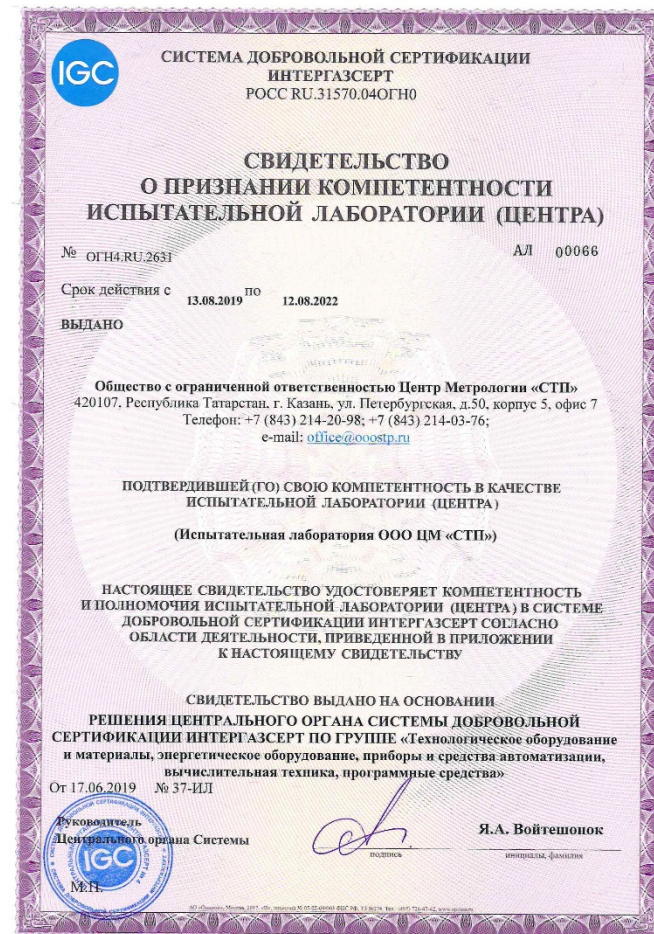 IGC
СИСТЕМА ДОБРОВОЛЬНОЙ СЕРТИФИКАЦИИ
ИНТЕРГАЗСЕРТ
РОСС RU.31570.04ОГН0
СВИДЕТЕЛЬСТВО
О ПРИЗНАНИИ КОМПЕТЕНТНОСТИ
ИСПЫТАТЕЛЬНОЙ ЛАБОРАТОРИИ (ЦЕНТРА)
№ ОГН4.RU.2631 АЛ 00066
Срок действия с 13.08.2019 по 12.08.2022
ВЫДАНО
Общество с ограниченной ответственностью Центр Метрологии «СТП»
420107, Республика Татарстан, г. Казань, ул. Петербургская, д.50, корпус 5, офис 7
Телефон: +7 (843) 214-20-98; +7 (843) 214-03-76;
e-mail: office@ooostp.ru
ПОДТВЕРДИВШЕЙ (ГО) СВОЮ КОМПЕТЕНТНОСТЬ В КАЧЕСТВЕ
ИСПЫТАТЕЛЬНОЙ ЛАБОРАТОРИИ (ЦЕНТРА)
(Испытательная лаборатория ООО ЦМ «СТП»)
НАСТОЯЩЕЕ СВИДЕТЕЛЬСТВО УДОСТОВЕРЯЕТ КОМПЕТЕНТНОСТЬ
И ПОЛНОМОЧИЯ ИСПЫТАТЕЛЬНОЙ ЛАБОРАТОРИИ (ЦЕНТРА) В СИСТЕМЕ
ДОБРОВОЛЬНОЙ СЕРТИФИКАЦИИ ИНТЕРГАЗСЕРТ СОГЛАСНО
ОБЛАСТИ ДЕЯТЕЛЬНОСТИ, ПРИВЕДЕННОЙ В ПРИЛОЖЕНИИ
К НАСТОЯЩЕМУ СВИДЕТЕЛЬСТВУ
СВИДЕТЕЛЬСТВО ВЫДАНО НА ОСНОВАНИИ
РЕШЕНИЯ ЦЕНТРАЛЬНОГО ОРГАНА СИСТЕМЫ ДОБРОВОЛЬНОЙ
СЕРТИФИКАЦИИ ИНТЕРГАЗСЕРТ ПО ГРУППЕ «Технологическое оборудование
и материалы, энергетическое оборудование, приборы и средства автоматизации,
вычислительная техника, программные средства»
От 17.06.2019 № 37-ИЛ
Руководитель
Центрального органа Системы
Я.А. Войтешонок
подпись
инициалы, фамилия
IGC
М.П.